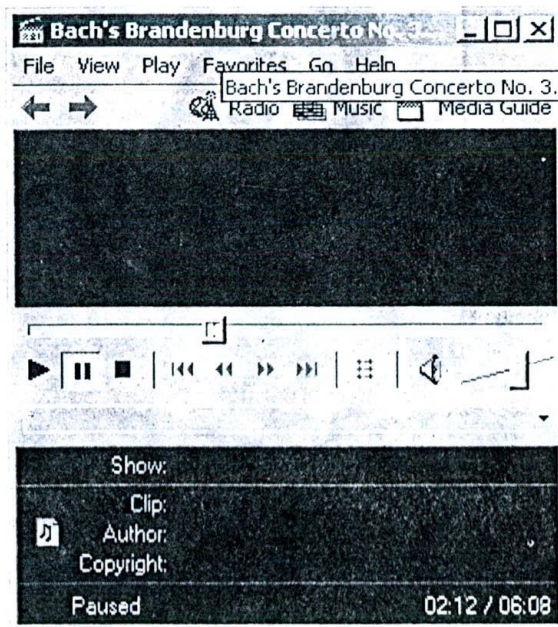 Bach's Brandenburg Concerto No. 3...
File View Play Favorites Go Help
Bach's Brandenburg Concerto No. 3.
Radio Music Media Guide
Show:
Clip:
Author:
Copyright:
Paused 02:12 / 06:08